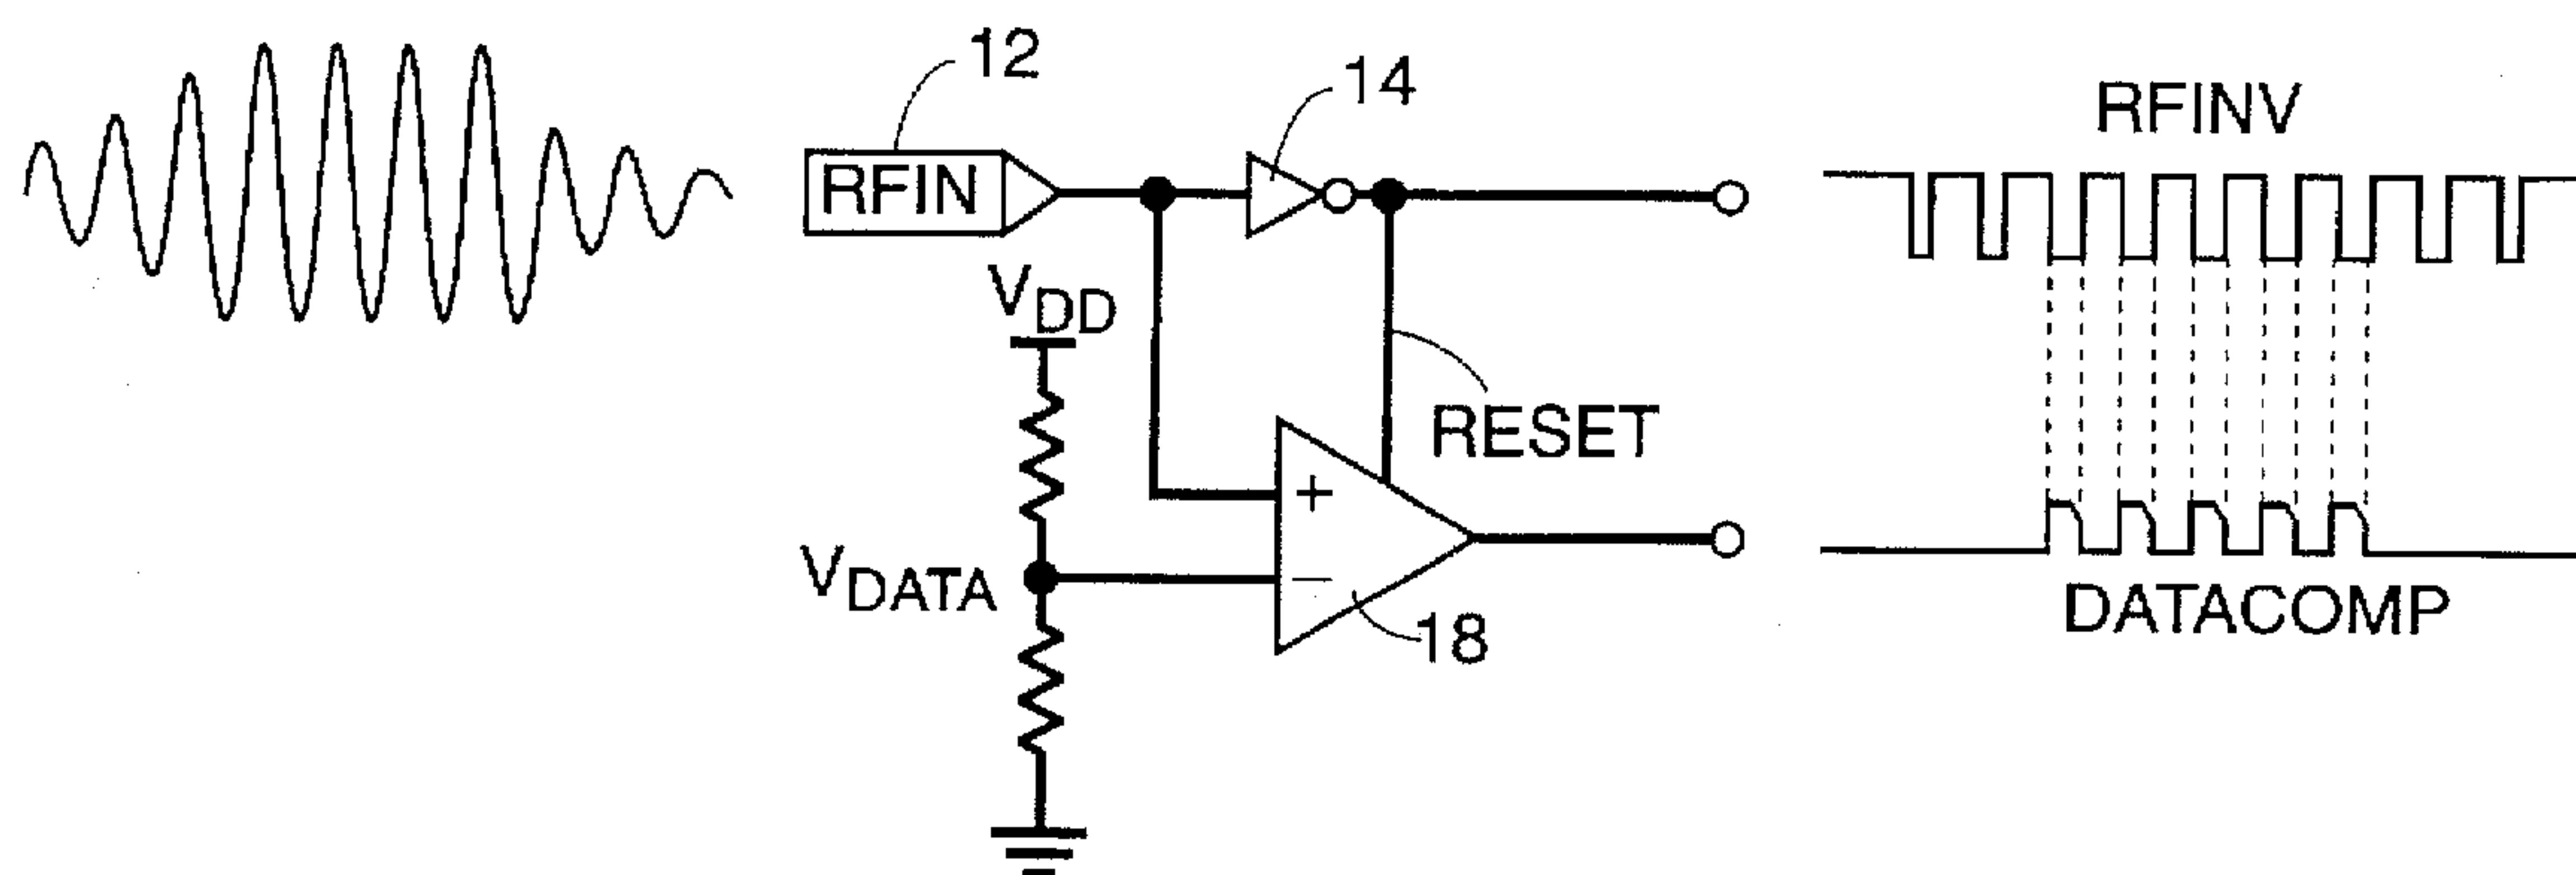 12
14
RFINV
RFIN
VDD
RESET
+
VDATA
−
DATACOMP
18